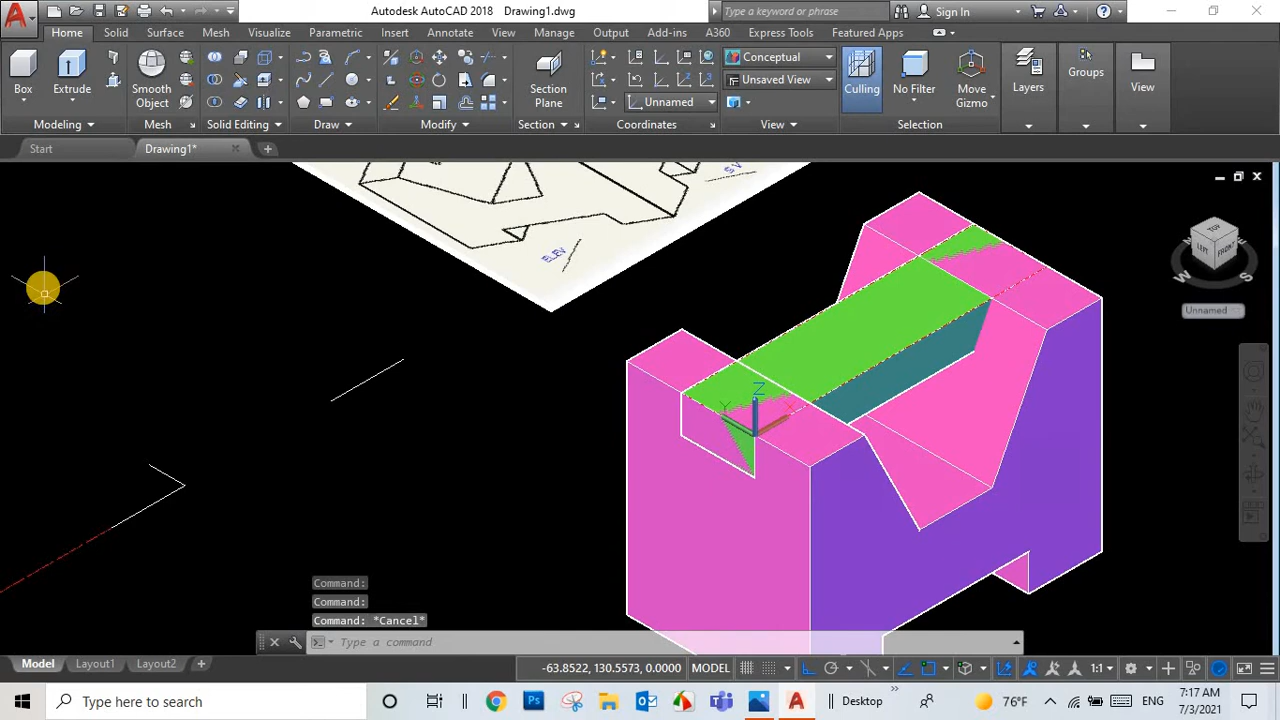 Autodesk AutoCAD 2018 Drawing1.dwg
Type a keyword or phrase
Sign In
Home Solid Surface Mesh Visualize Parametric Insert Annotate View Manage Output Add-ins A360 Express Tools Featured Apps
Box
Extrude
Smooth Object
Section Plane
Unnamed
Conceptual
Unsaved View
Culling
No Filter
Move Gizmo
Layers
Groups
View
Modeling
Mesh
Solid Editing
Draw
Modify
Section
Coordinates
View
Selection
Start
Drawing1*
ELEV
TOP
LEFT
FRONT
W
S
Unnamed
Z
Y
X
Command:
Command:
Command: *Cancel*
Type a command
Model Layout1 Layout2
-63.8522, 130.5573, 0.0000 MODEL
1:1
Type here to search
Desktop
76°F
ENG
7:17 AM
7/3/2021